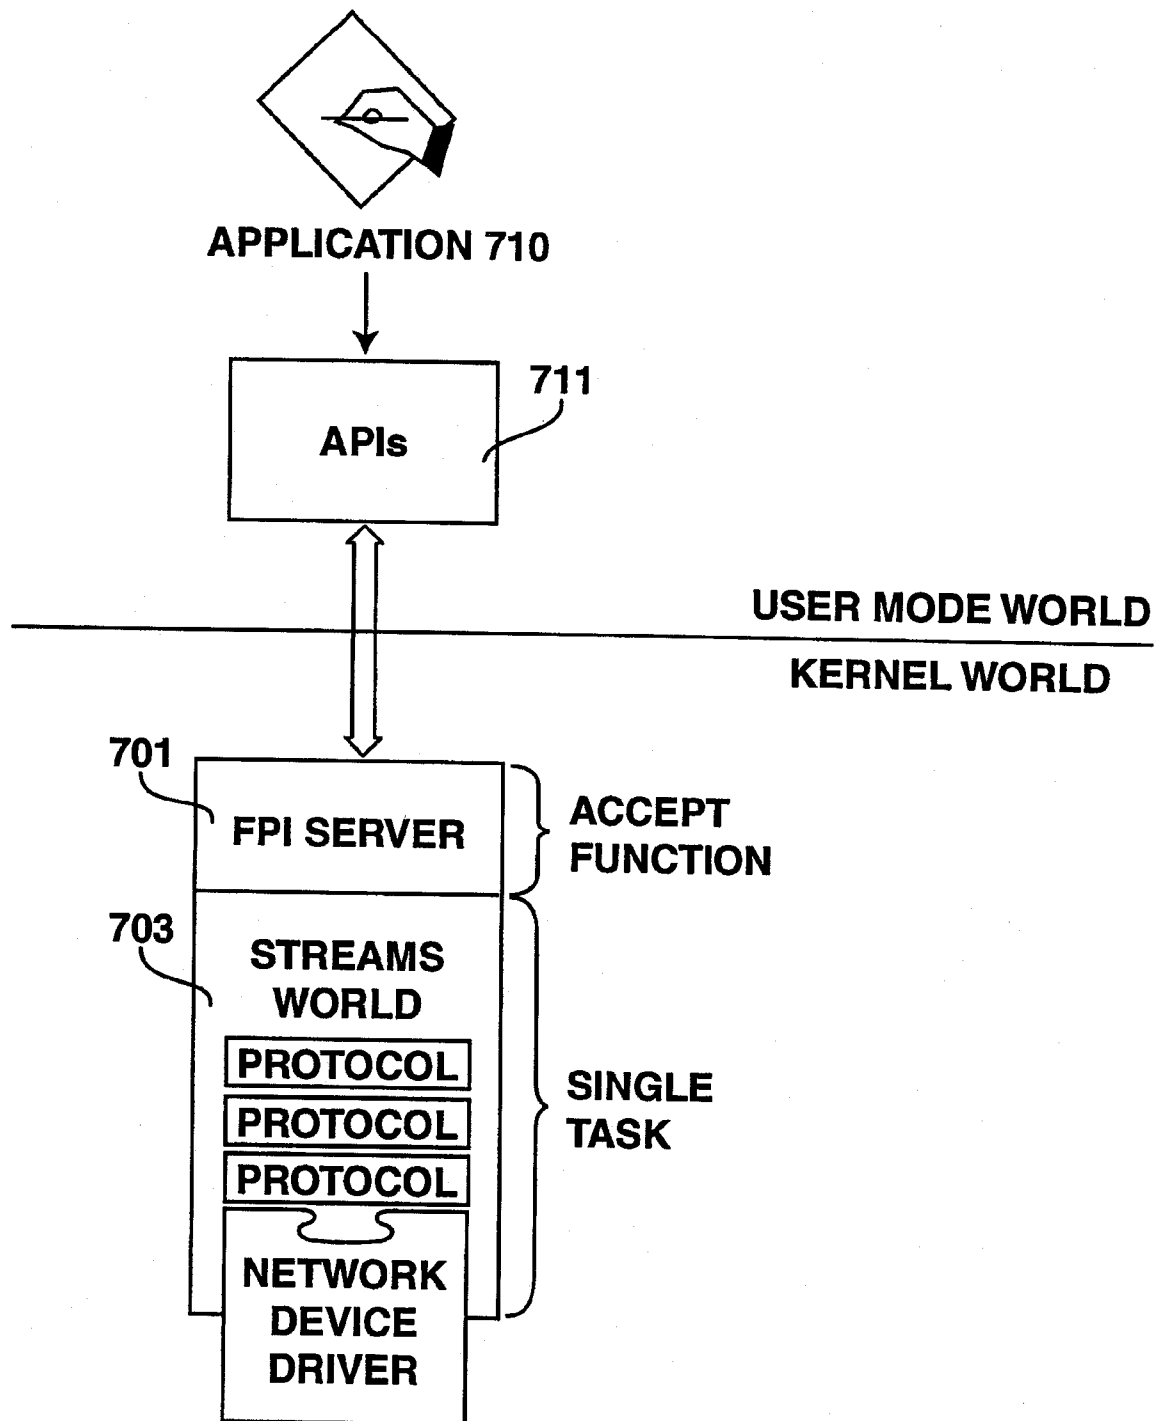 APPLICATION 710
711
APIs
USER MODE WORLD
KERNEL WORLD
701
FPI SERVER
ACCEPT
FUNCTION
703
STREAMS
WORLD
PROTOCOL
PROTOCOL
PROTOCOL
SINGLE
TASK
NETWORK
DEVICE
DRIVER